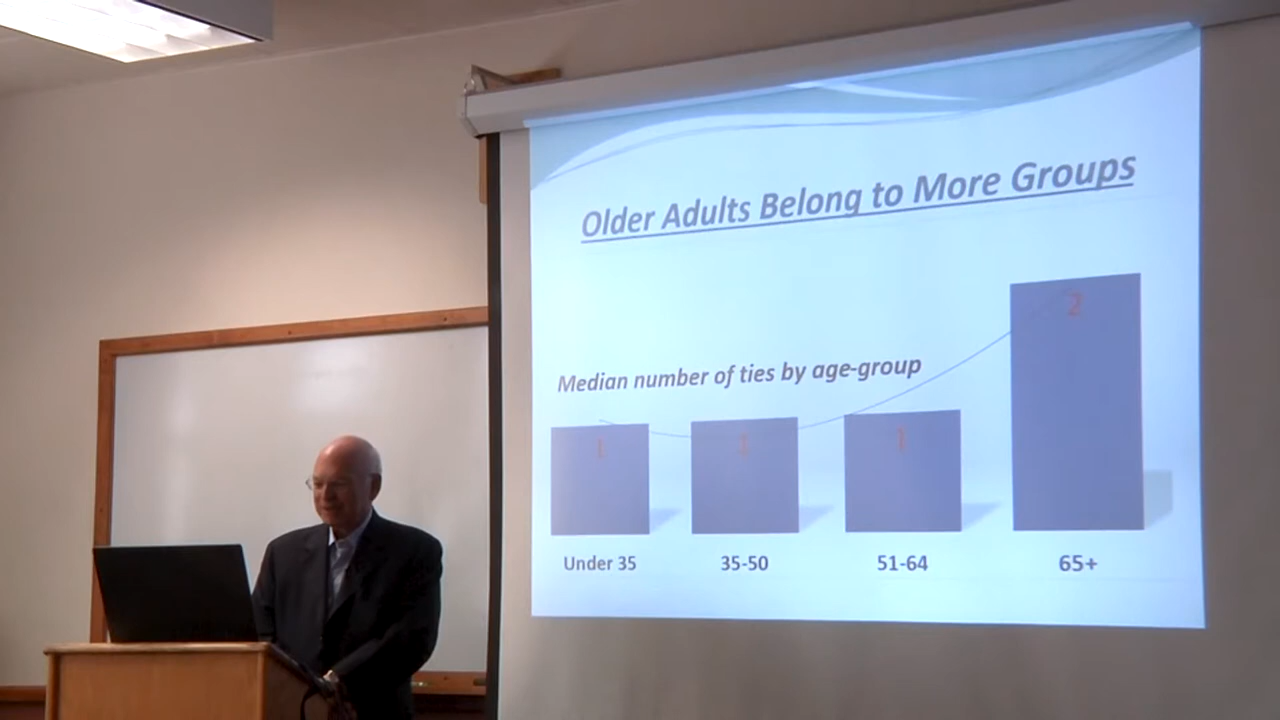 Older Adults Belong to More Groups
Median number of ties by age-group
1 1 1 2
Under 35 35-50 51-64 65+